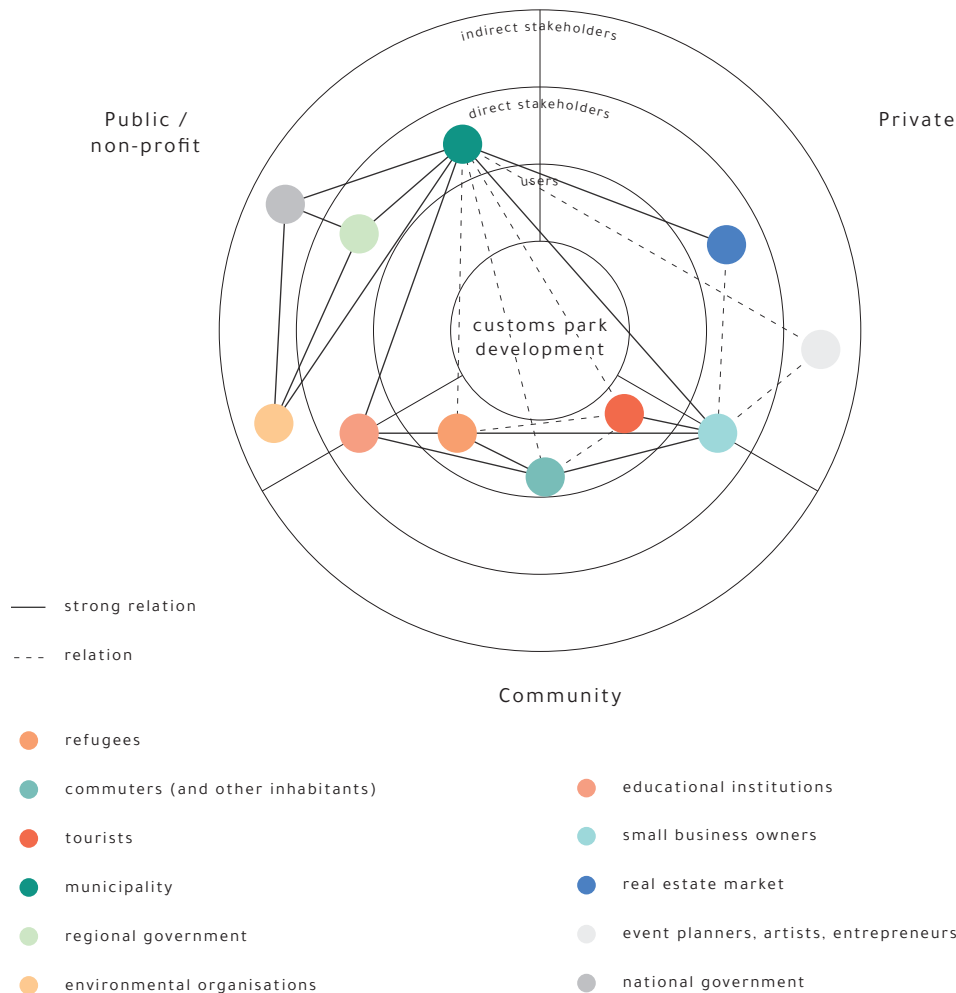 indirect stakeholders
direct stakeholders
users
Public /
non-profit
Private
customs park
development
Community
strong relation
relation
refugees
commuters (and other inhabitants)
tourists
municipality
regional government
environmental organisations
educational institutions
small business owners
real estate market
event planners, artists, entrepreneurs
national government